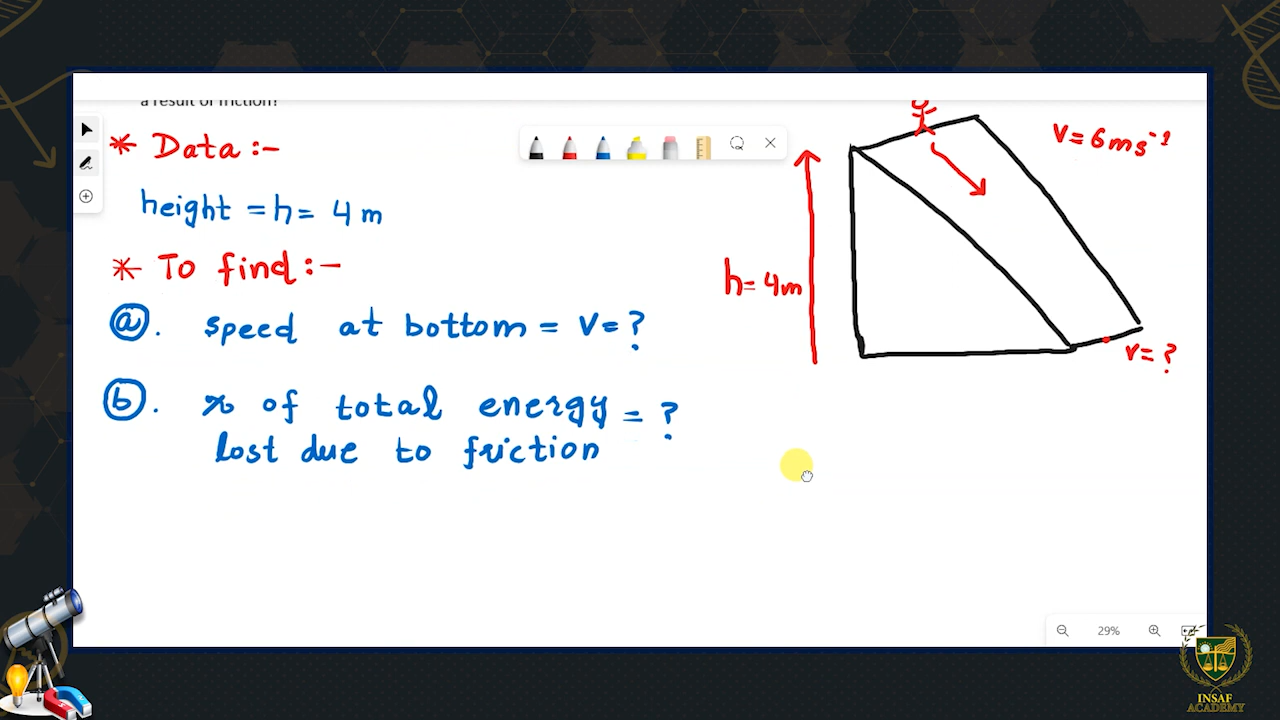 a result of friction?
* Data :-
height = h = 4 m
* To find :-
(a). speed at bottom = v = ?
(b). % of total energy = ?
lost due to friction
v = 6ms⁻¹
h = 4m
v = ?
29%
INSAF
ACADEMY